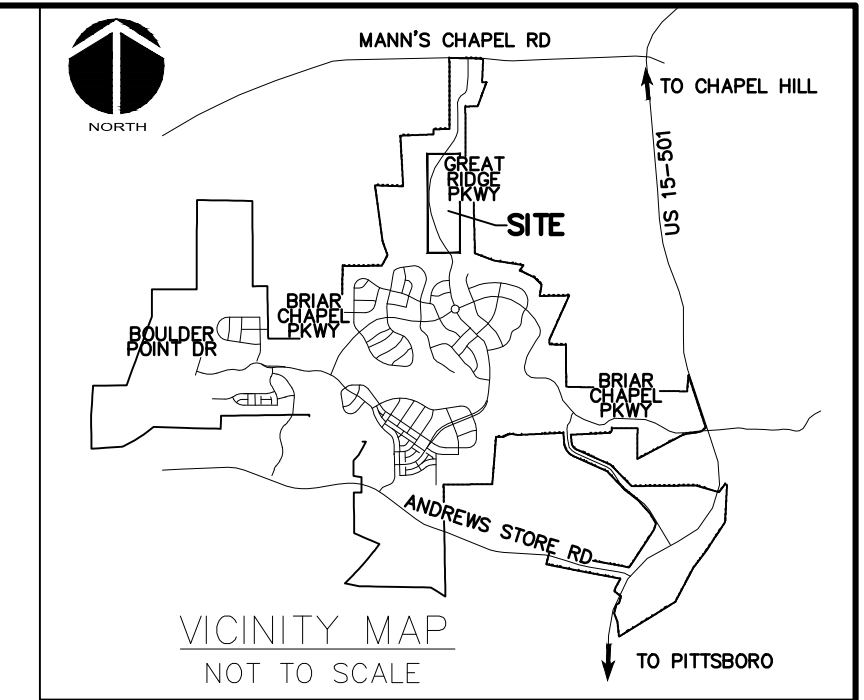 MANN'S CHAPEL RD
TO CHAPEL HILL
NORTH
US 15-501
GREAT
RIDGE
PKWY
SITE
BRIAR
CHAPEL
PKWY
BOULDER
POINT DR
BRIAR
CHAPEL
PKWY
ANDREWS STORE RD
VICINITY MAP
NOT TO SCALE
TO PITTSBORO